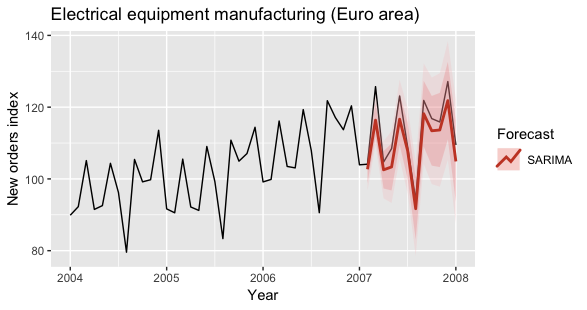 Electrical equipment manufacturing (Euro area)
140
120
100
80
New orders index
2004
2005
2006
2007
2008
Year
Forecast
SARIMA